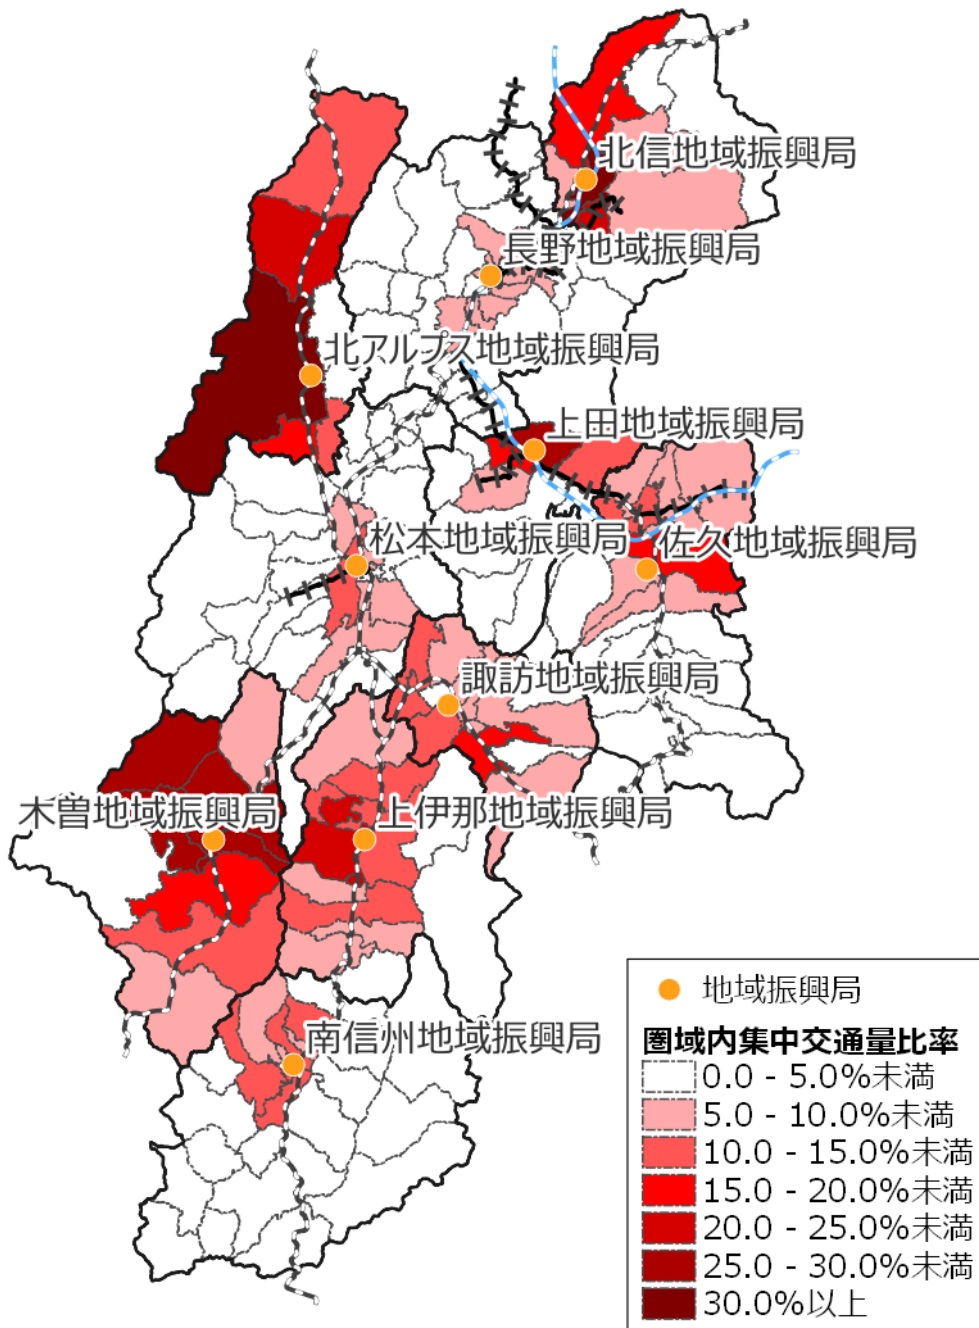 北信地域振興局
長野地域振興局
北アルプス地域振興局
上田地域振興局
松本地域振興局
佐久地域振興局
諏訪地域振興局
木曽地域振興局
上伊那地域振興局
南信州地域振興局
地域振興局
圏域内集中交通量比率
0.0 - 5.0%未満
5.0 - 10.0%未満
10.0 - 15.0%未満
15.0 - 20.0%未満
20.0 - 25.0%未満
25.0 - 30.0%未満
30.0%以上